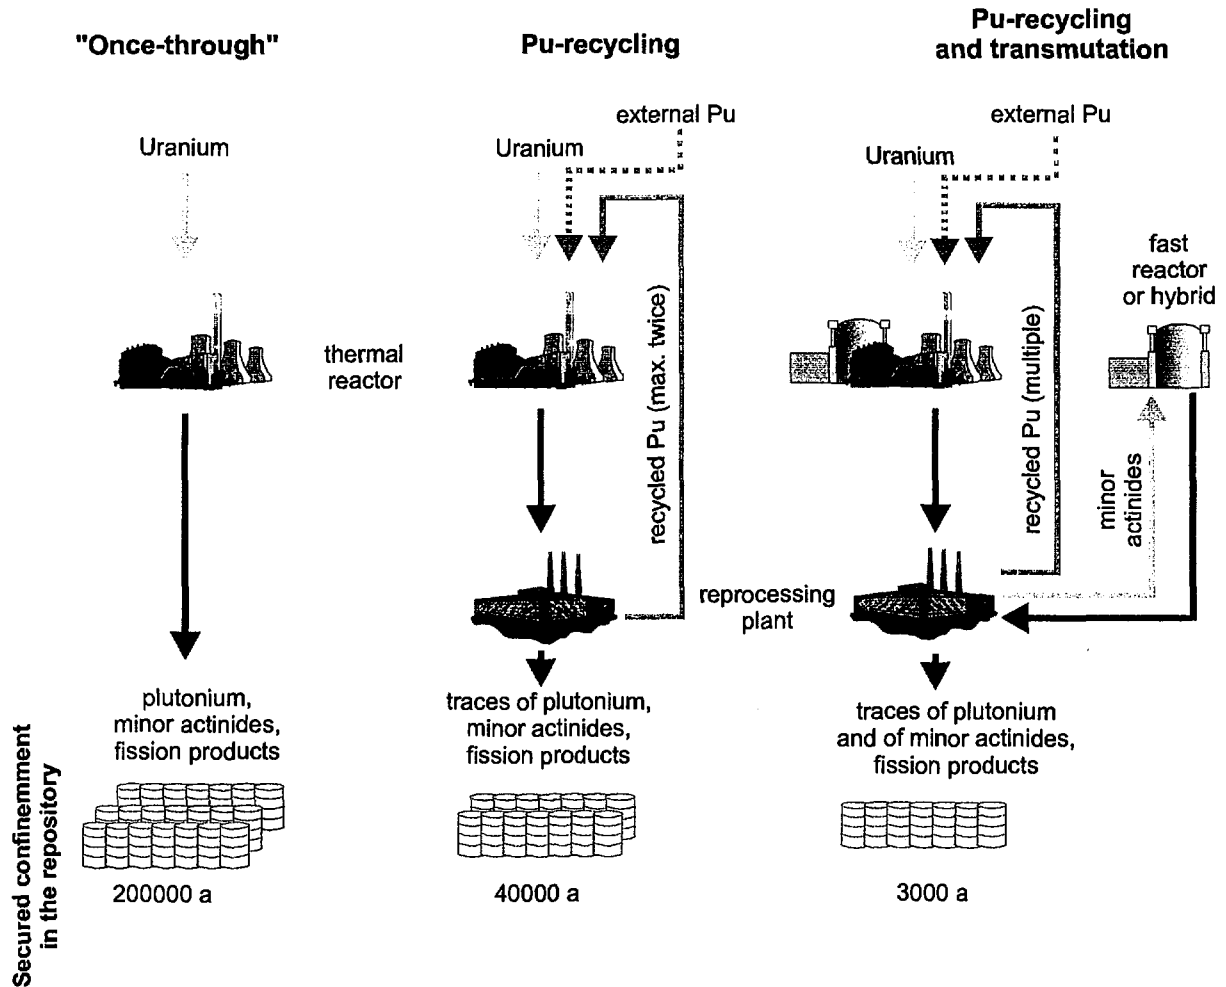 "Once-through"
Pu-recycling
Pu-recycling
and transmutation
external Pu
external Pu
Uranium
Uranium
Uranium
fast
reactor
or hybrid
thermal
reactor
recycled Pu (max. twice)
recycled Pu (multiple)
minor
actinides
reprocessing
plant
plutonium,
minor actinides,
fission products
traces of plutonium,
minor actinides,
fission products
traces of plutonium
and of minor actinides,
fission products
Secured confinemment
in the repository
200000 a
40000 a
3000 a